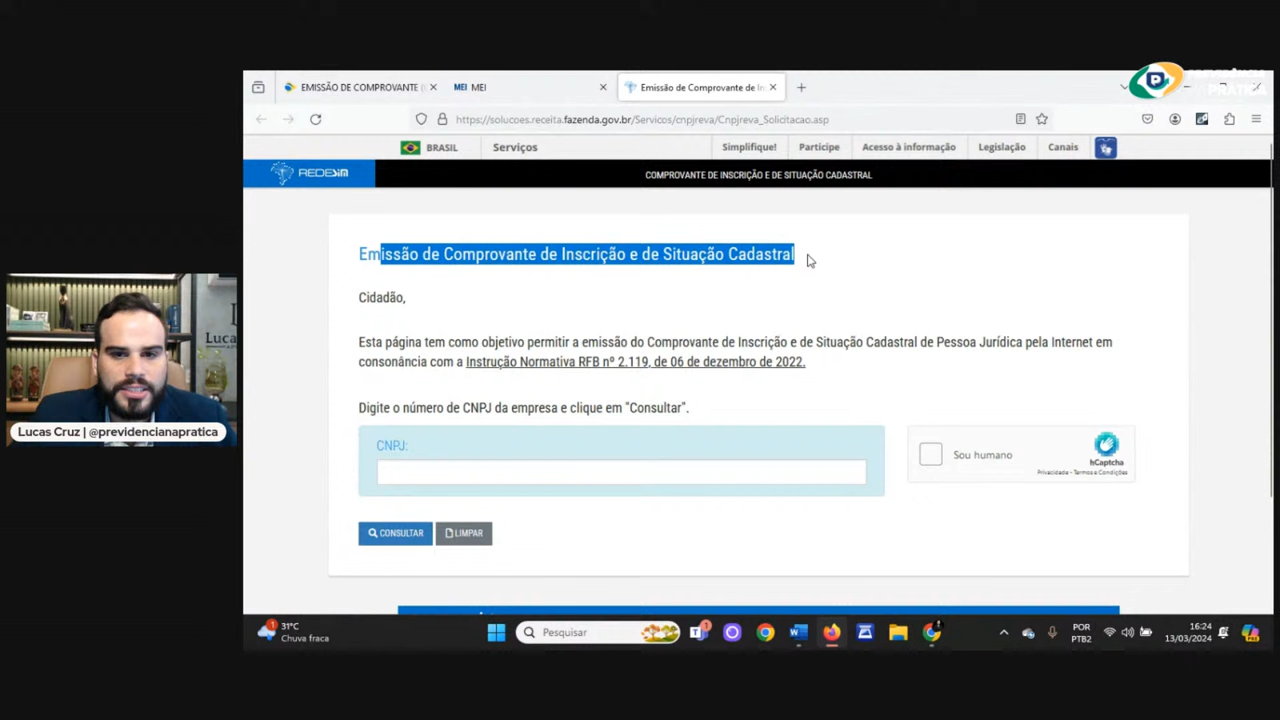 EMISSÃO DE COMPROVANTE (
MEI MEI
Emissão de Comprovante de In
PREVIDÊNCIA
PRÁTICA
https://solucoes.receita.fazenda.gov.br/Servicos/cnpjreva/Cnpjreva_Solicitacao.asp
BRASIL Serviços Simplifique! Participe Acesso à informação Legislação Canais
REDESIM COMPROVANTE DE INSCRIÇÃO E DE SITUAÇÃO CADASTRAL
Emissão de Comprovante de Inscrição e de Situação Cadastral
Cidadão,
Esta página tem como objetivo permitir a emissão do Comprovante de Inscrição e de Situação Cadastral de Pessoa Jurídica pela Internet em
consonância com a Instrução Normativa RFB nº 2.119, de 06 de dezembro de 2022.
Digite o número de CNPJ da empresa e clique em "Consultar".
CNPJ:
Sou humano
hCaptcha
Privacidade - Termos e Condições
CONSULTAR LIMPAR
Luca
Lucas Cruz | @previdencianapratica
31°C
Chuva fraca
Pesquisar
POR
PTB2
16:24
13/03/2024